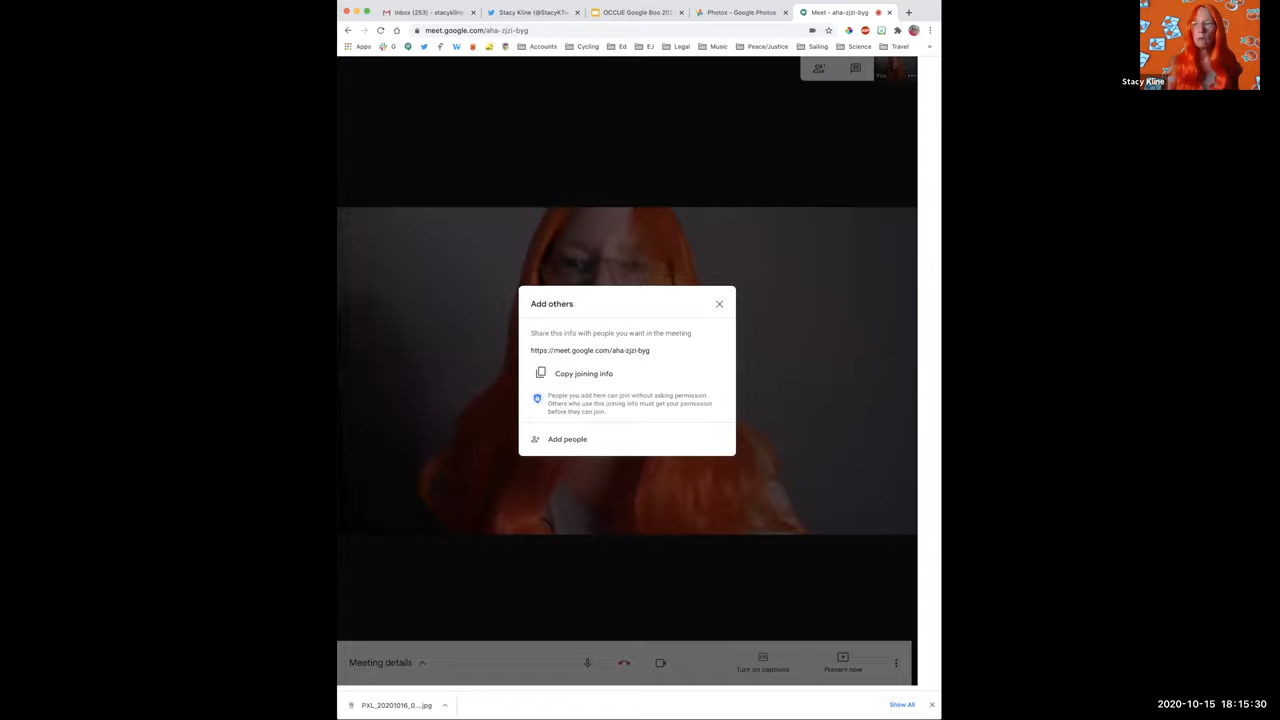 Inbox (253) - stacyklin
Stacy Kline (@StacyKT
OCCUE Google Boo 202
Photos - Google Photos
Meet - aha-zjzi-byg
meet.google.com/aha-zjzi-byg
Apps
G
Accounts
Cycling
Ed
EJ
Legal
Music
Peace/Justice
Sailing
Science
Travel
»
You
Stacy Kline
Add others
Share this info with people you want in the meeting
https://meet.google.com/aha-zjzi-byg
Copy joining info
People you add here can join without asking permission.
Others who use this joining info must get your permission
before they can join.
Add people
Meeting details
Turn on captions
Present now
PXL_20201016_0....jpg
Show All
2020-10-15 18:15:30